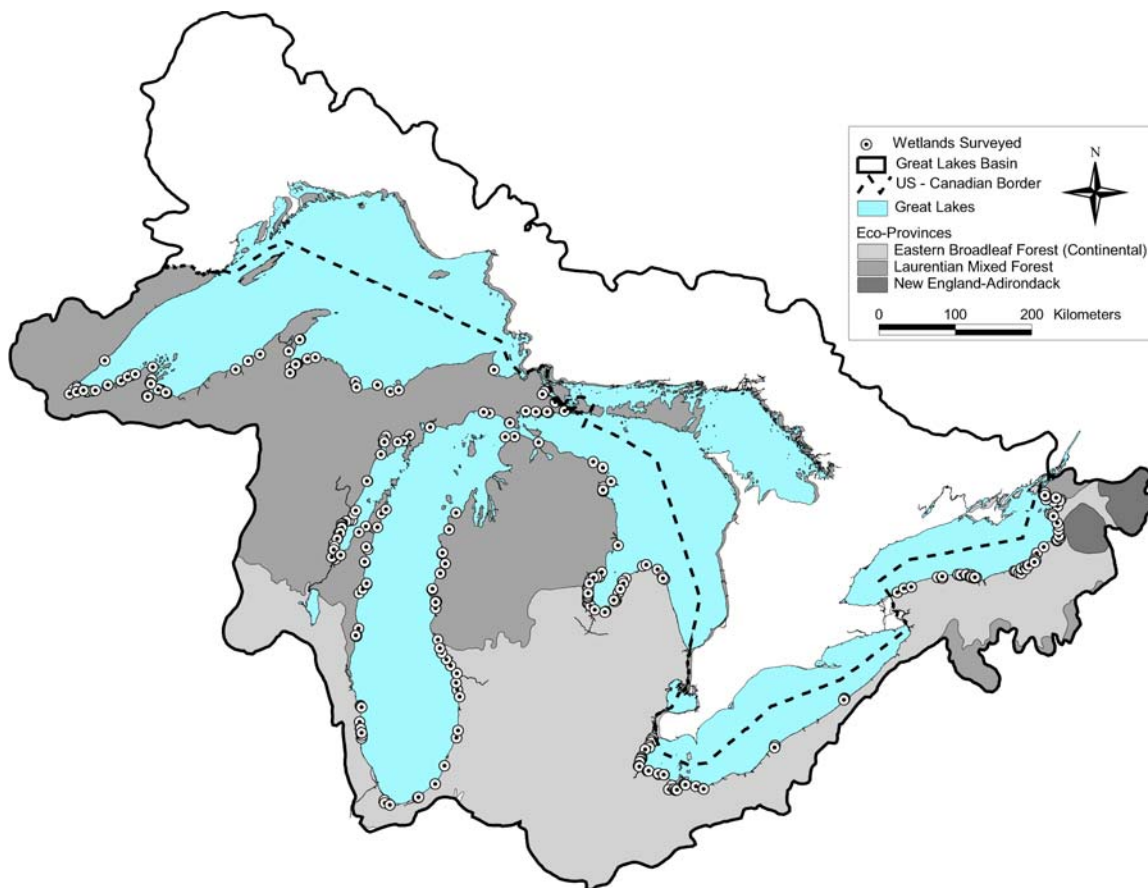 Wetlands Surveyed
Great Lakes Basin
US - Canadian Border
Great Lakes
Eco-Provinces
Eastern Broadleaf Forest (Continental)
Laurentian Mixed Forest
New England-Adirondack
N
0 100 200 Kilometers